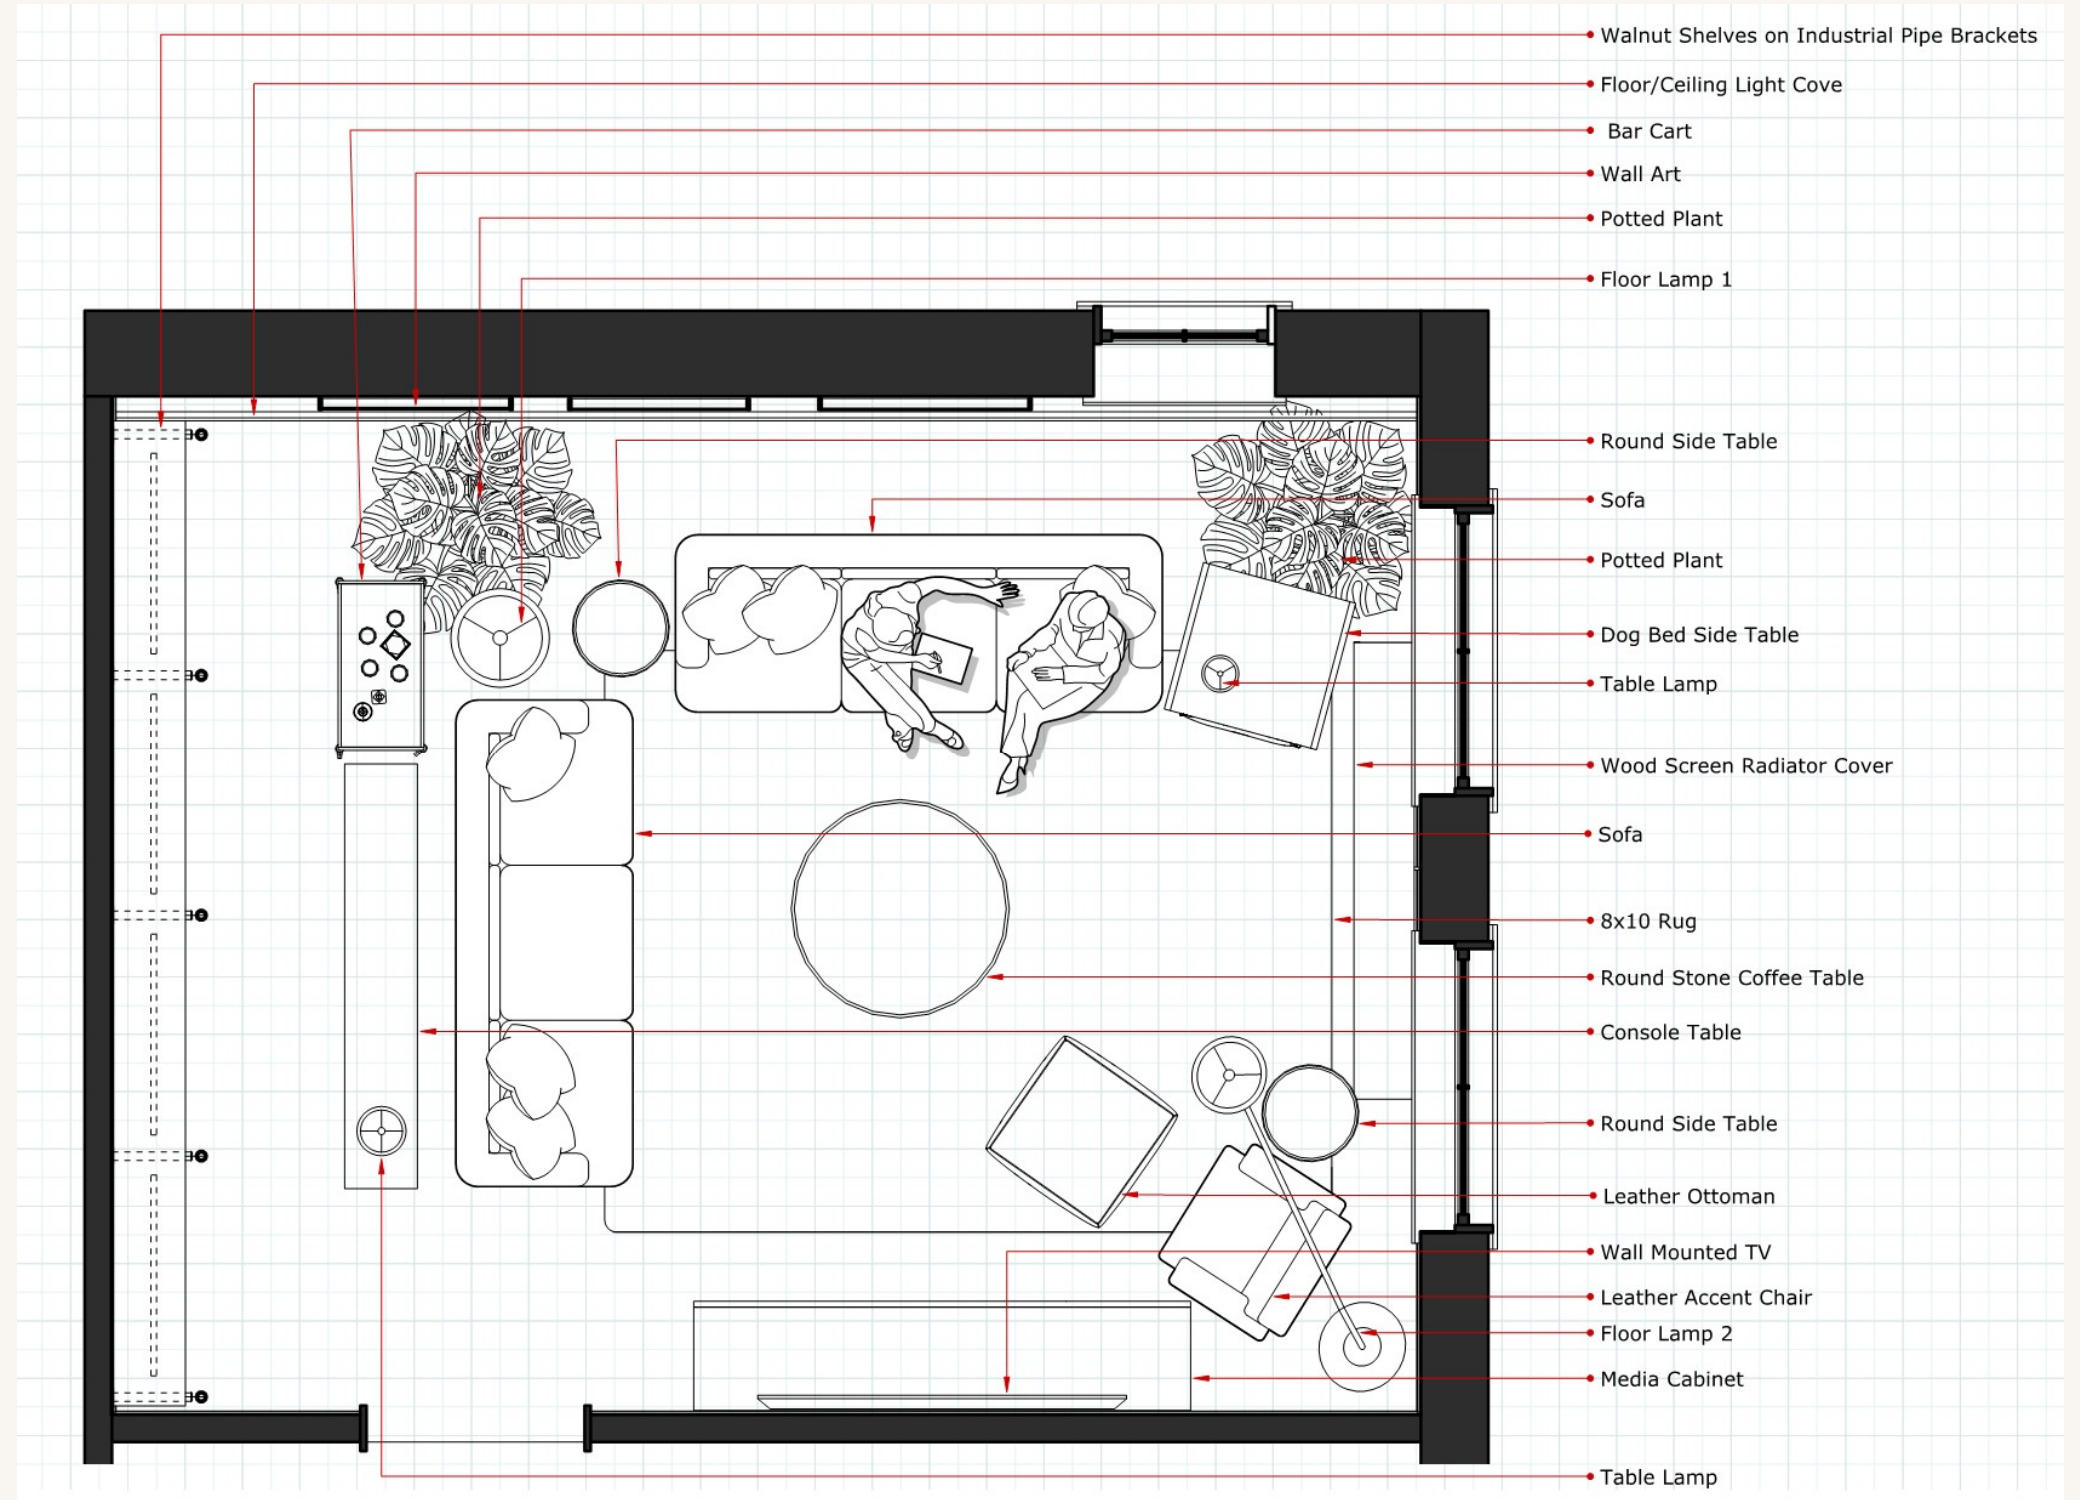 Walnut Shelves on Industrial Pipe Brackets
Floor/Ceiling Light Cove
Bar Cart
Wall Art
Potted Plant
Floor Lamp 1
Round Side Table
Sofa
Potted Plant
Dog Bed Side Table
Table Lamp
Wood Screen Radiator Cover
Sofa
8x10 Rug
Round Stone Coffee Table
Console Table
Round Side Table
Leather Ottoman
Wall Mounted TV
Leather Accent Chair
Floor Lamp 2
Media Cabinet
Table Lamp